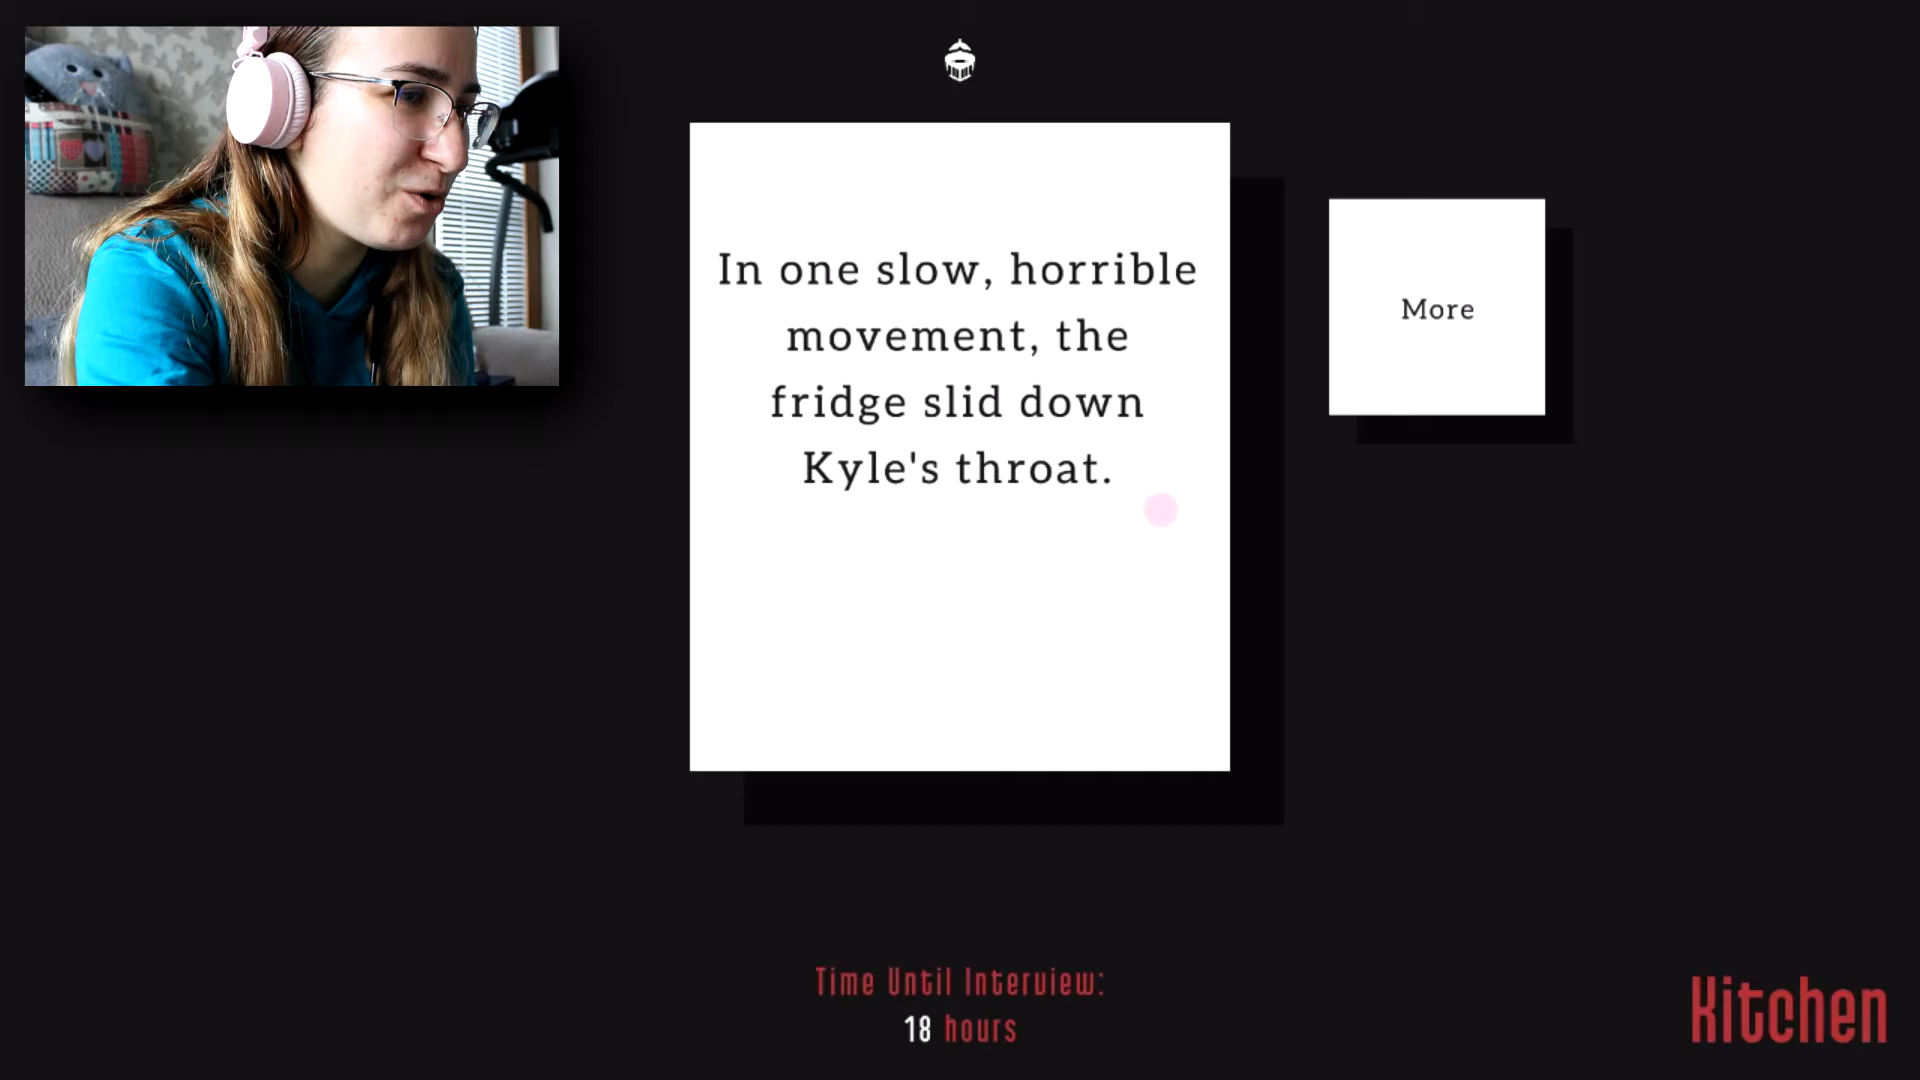 In one slow, horrible
movement, the
fridge slid down
Kyle's throat.
More
Time Until Interview:
18 hours
Kitchen